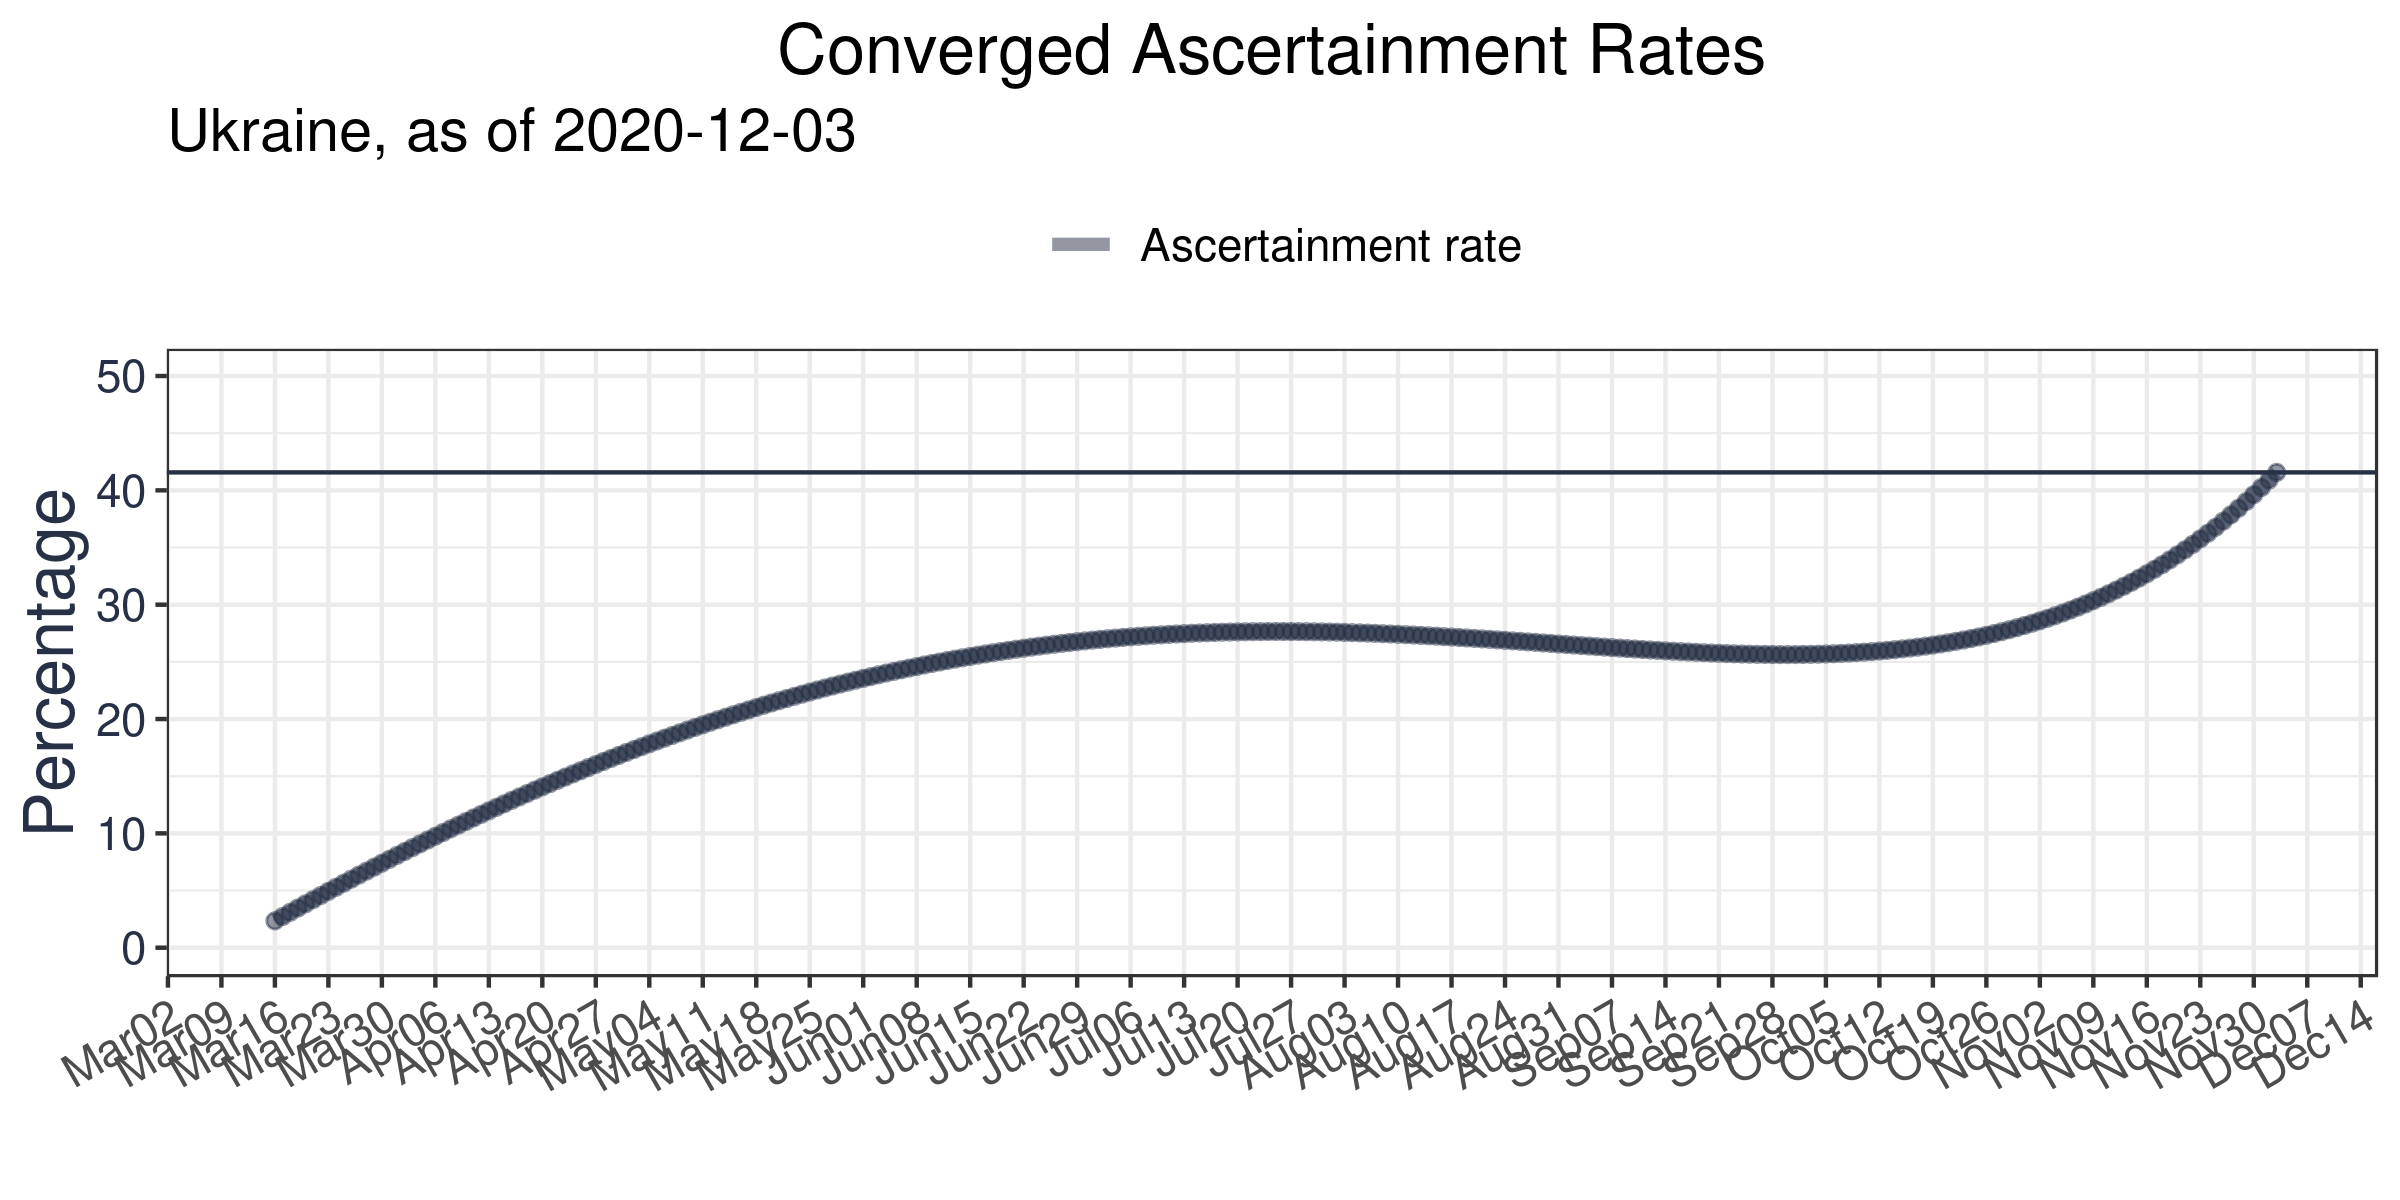 Converged Ascertainment Rates
Ukraine, as of 2020-12-03
Ascertainment rate
Percentage
50
40
30
20
10
0
Mar02
Mar09
Mar16
Mar23
Mar30
Apr06
Apr13
Apr20
Apr27
May04
May11
May18
May25
Jun01
Jun08
Jun15
Jun22
Jun29
Jul06
Jul13
Jul20
Jul27
Aug03
Aug10
Aug17
Aug24
Aug31
Sep07
Sep14
Sep21
Sep28
Oct05
Oct12
Oct19
Oct26
Nov02
Nov09
Nov16
Nov23
Nov30
Dec07
Dec14